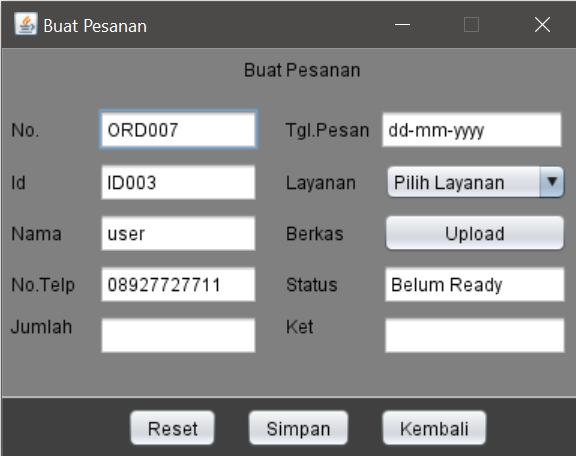 Buat Pesanan
Buat Pesanan
No. ORD007 Tgl.Pesan dd-mm-yyyy
Id ID003 Layanan Pilih Layanan
Nama user Berkas Upload
No.Telp 08927727711 Status Belum Ready
Jumlah Ket
Reset Simpan Kembali